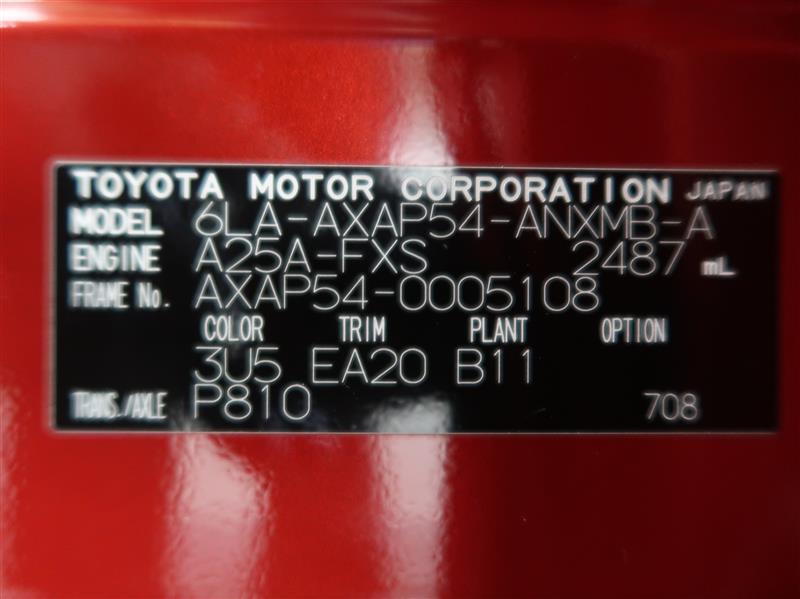 TOYOTA MOTOR CORPORATION JAPAN
MODEL 6LA-AXAP54-ANXMB-A
ENGINE A25A-FXS 2487 mL
FRAME No. AXAP54-0005108
COLOR TRIM PLANT OPTION
3U5 EA20 B11
TRANS./AXLE P810 708